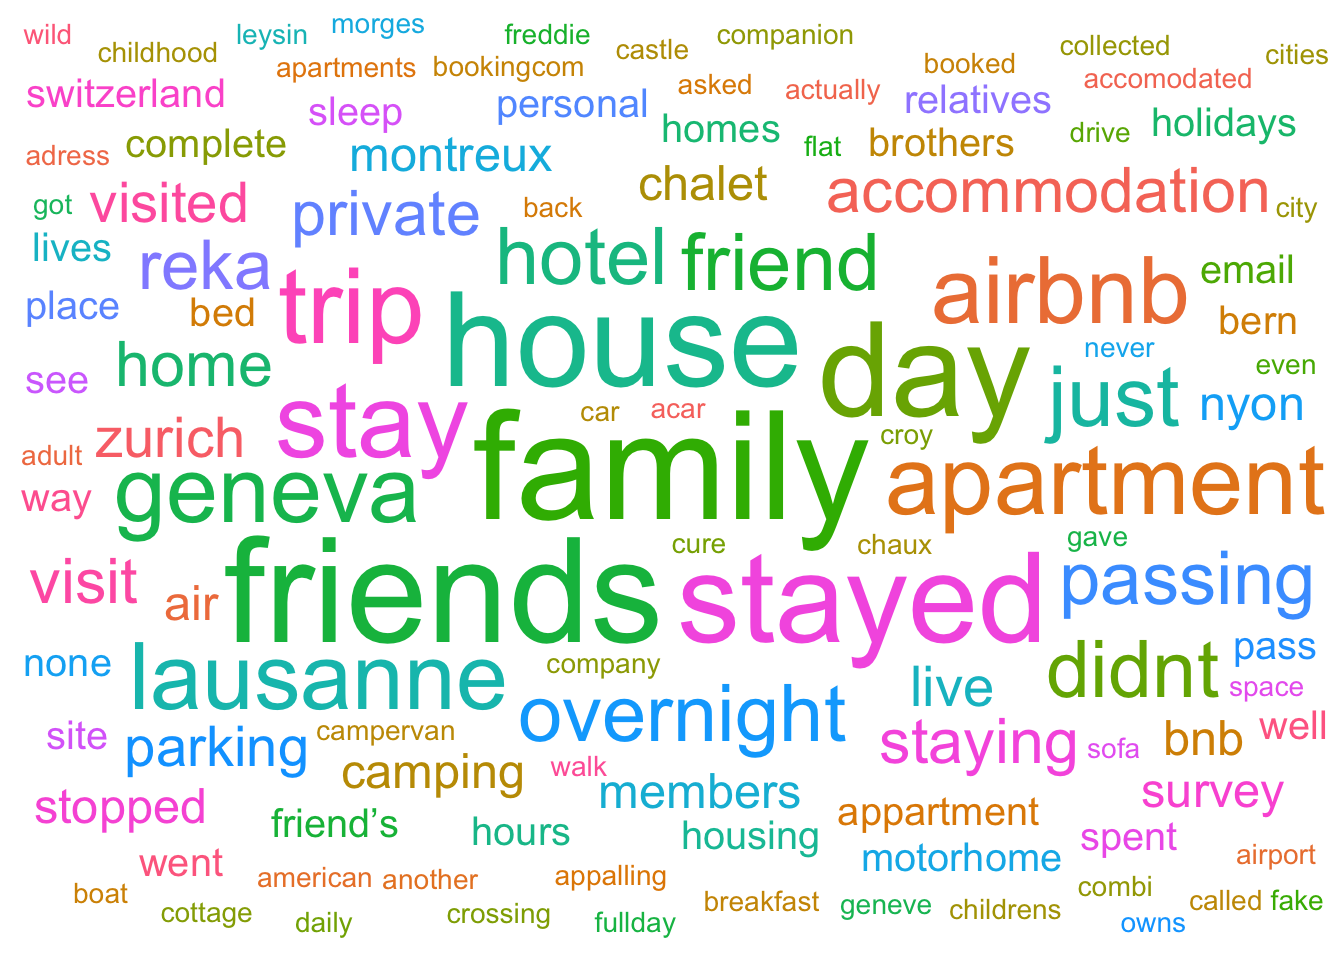 wild
childhood
leysin
morges
freddie
castle
companion
collected
cities
apartments
bookingcom
asked
actually
booked
accomodated
switzerland
sleep
personal
homes
relatives
holidays
adress
complete
montreux
flat
brothers
drive
got
visited
private
back
chalet
accommodation
city
lives
reka
hotel
friend
airbnb
email
place
bed
trip
house
day
bern
see
home
never
even
stay
car
acar
just
nyon
adult
zurich
family
croy
apartment
way
geneva
cure
chaux
gave
visit
air
friends
stayed
passing
none
lausanne
company
live
didnt
pass
space
site
parking
campervan
overnight
staying
sofa
bnb
well
camping
walk
members
survey
stopped
friend’s
hours
housing
appartment
spent
went
motorhome
airport
boat
american
another
appalling
breakfast
geneve
childrens
combi
called
fake
cottage
daily
crossing
fullday
owns